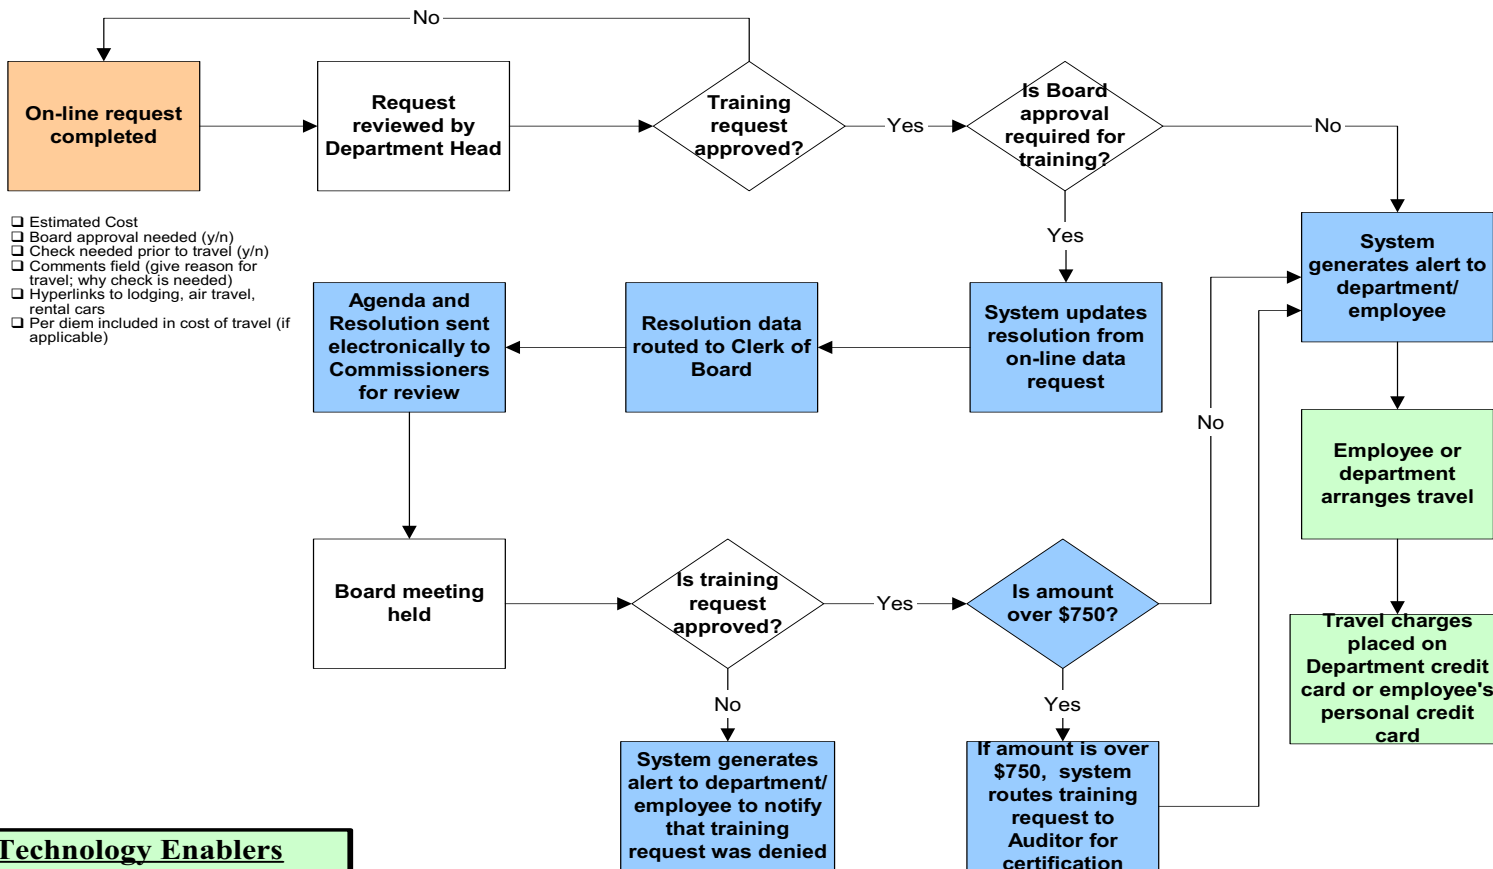 No
On-line request
completed
Request
reviewed by
Department Head
Training
request
approved?
Yes
Is Board
approval
required for
training?
No
❑ Estimated Cost
❑ Board approval needed (y/n)
❑ Check needed prior to travel (y/n)
❑ Comments field (give reason for
travel; why check is needed)
❑ Hyperlinks to lodging, air travel,
rental cars
❑ Per diem included in cost of travel (if
applicable)
Yes
System
generates alert to
department/
employee
Agenda and
Resolution sent
electronically to
Commissioners
for review
Resolution data
routed to Clerk of
Board
System updates
resolution from
on-line data
request
No
Employee or
department
arranges travel
Board meeting
held
Is training
request
approved?
Yes
Is amount
over $750?
Travel charges
placed on
Department credit
card or employee's
personal credit
card
No
Yes
System generates
alert to department/
employee to notify
that training
request was denied
If amount is over
$750, system
routes training
request to
Auditor for
certification
Technology Enablers